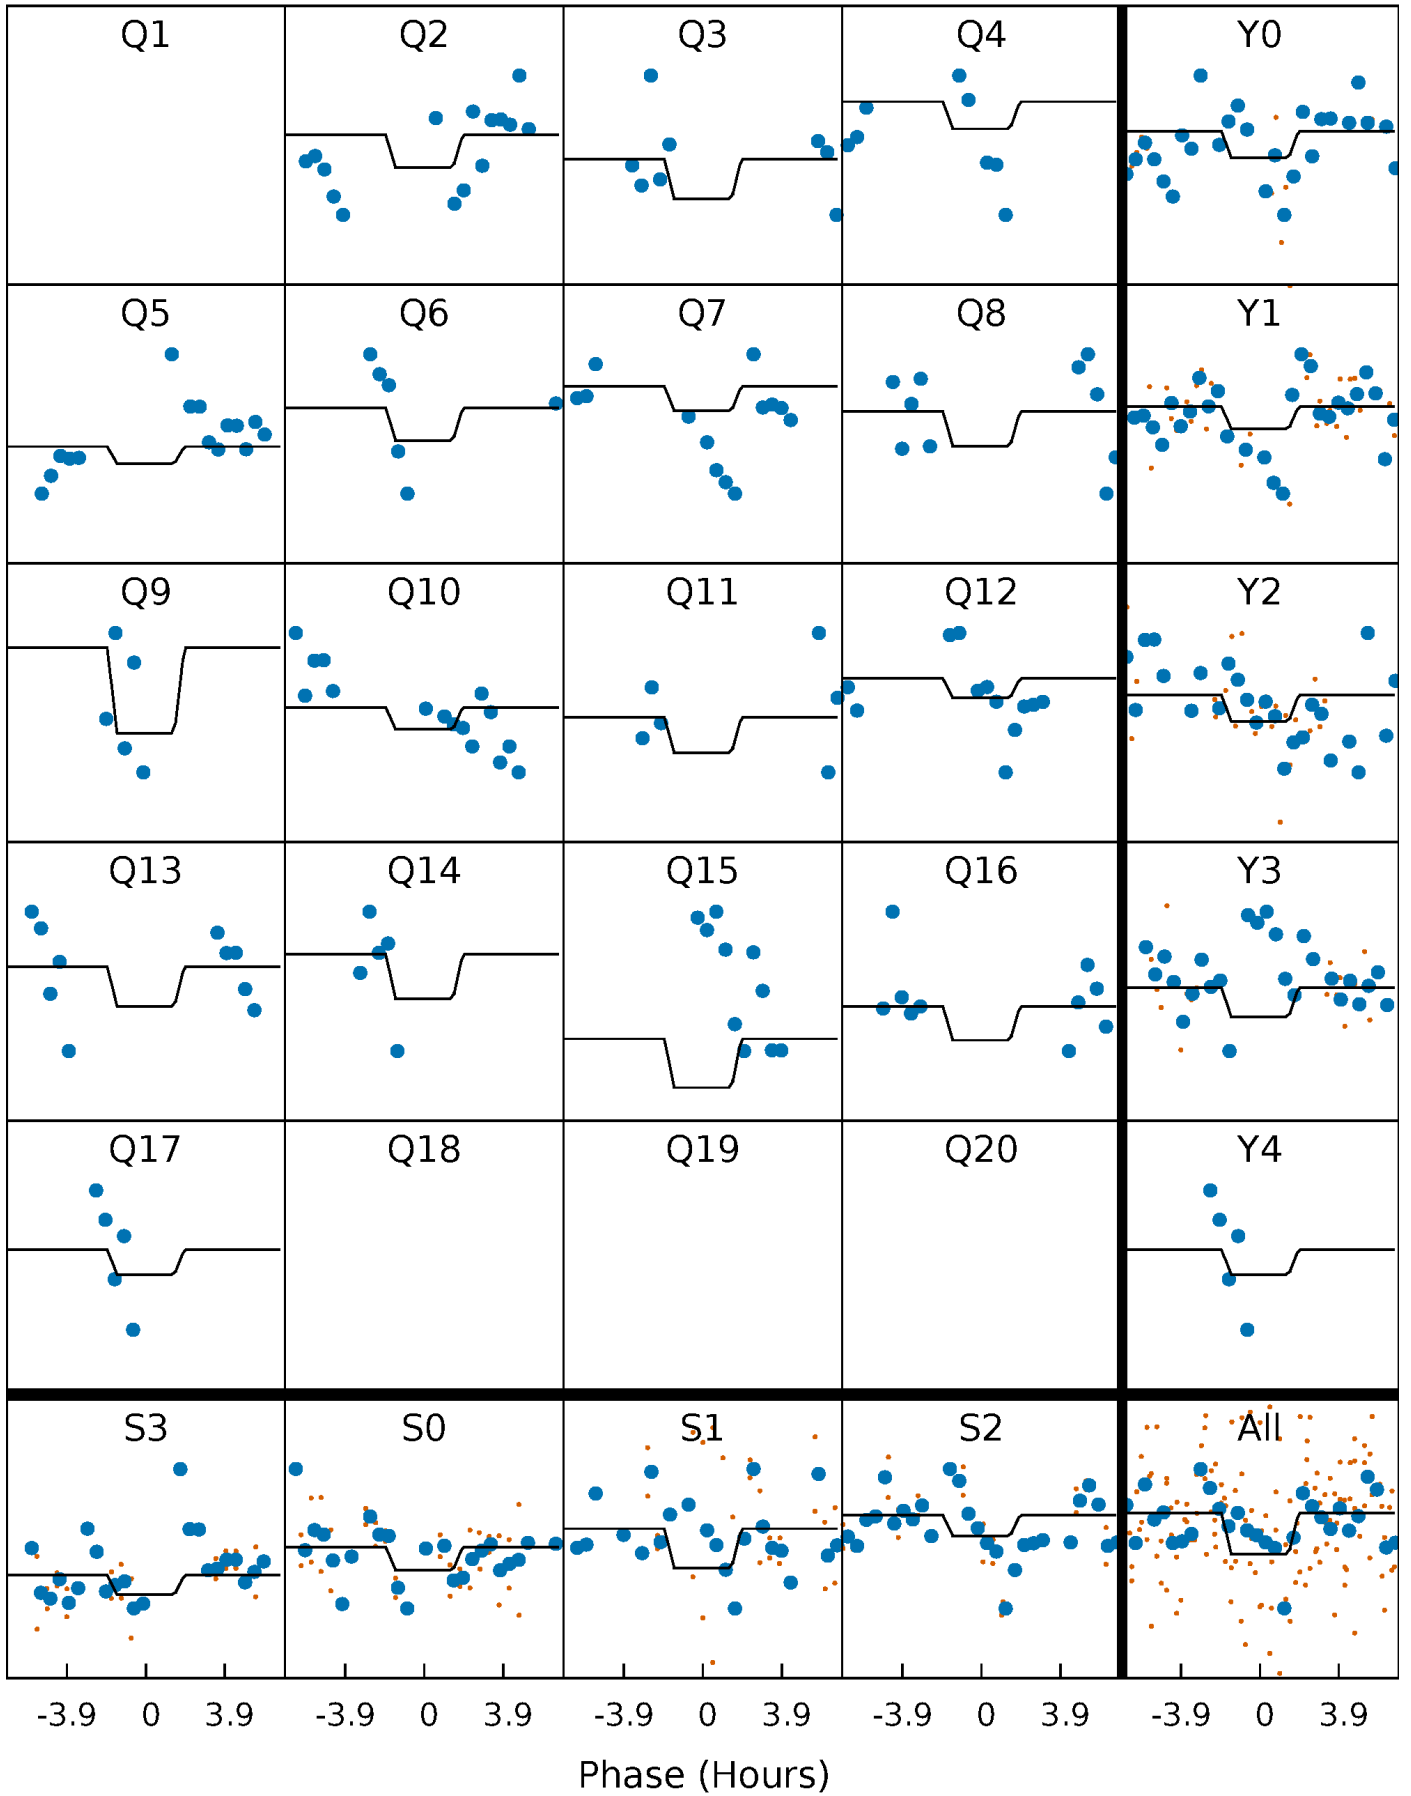 Q1 Q2 Q3 Q4 Y0
Q5 Q6 Q7 Q8 Y1
Q9 Q10 Q11 Q12 Y2
Q13 Q14 Q15 Q16 Y3
Q17 Q18 Q19 Q20 Y4
S3 S0 S1 S2 All
-3.9 0 3.9 -3.9 0 3.9 -3.9 0 3.9 -3.9 0 3.9 -3.9 0 3.9
Phase (Hours)